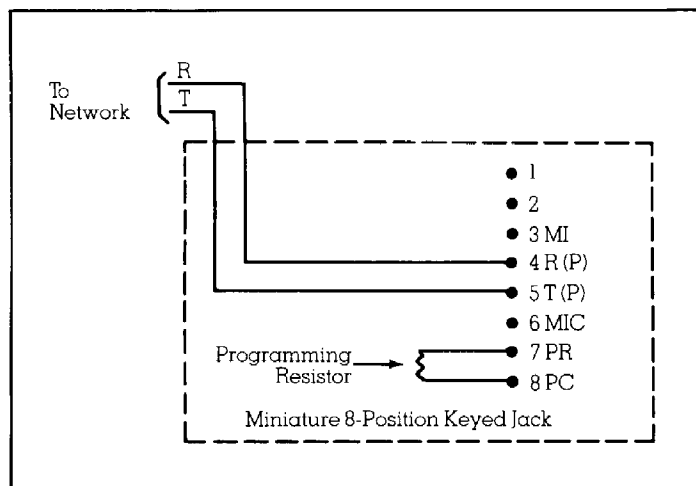 R
To
Network
T
1
2
3 MI
4 R (P)
5 T (P)
6 MIC
7 PR
Programming
Resistor
8 PC
Miniature 8-Position Keyed Jack